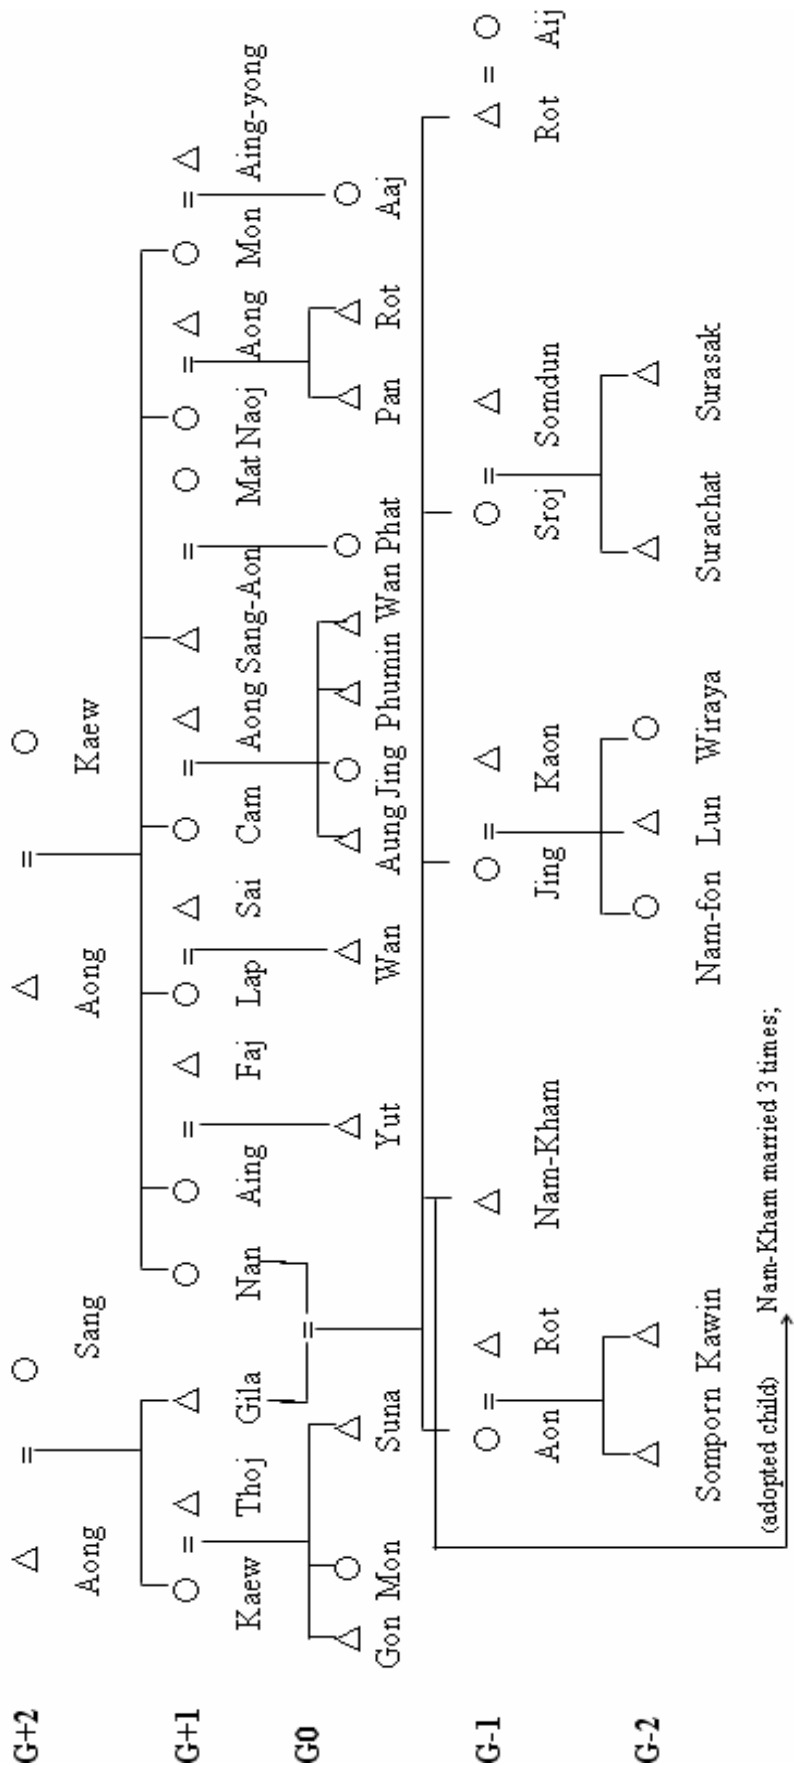 G+2
Aong Sang Aong Kaew
G+1
Kaew Thoj Gila Nan Aing Faj Lap Sai Cam Aong Sang-Aon Mat Naoj Aong Mon Aing-yong
G0
Gon Mon Suna Yut Wan Aung Jing Phumin Wan Phat Pan Rot Aaj
G-1
Aon Rot Nam-Kham Jing Kaon Sroj Somdun Rot Aij
G-2
Somporn Kawin Nam-fon Lun Wiraya Surachat Surasak
(adopted child) Nam-Kham married 3 times;